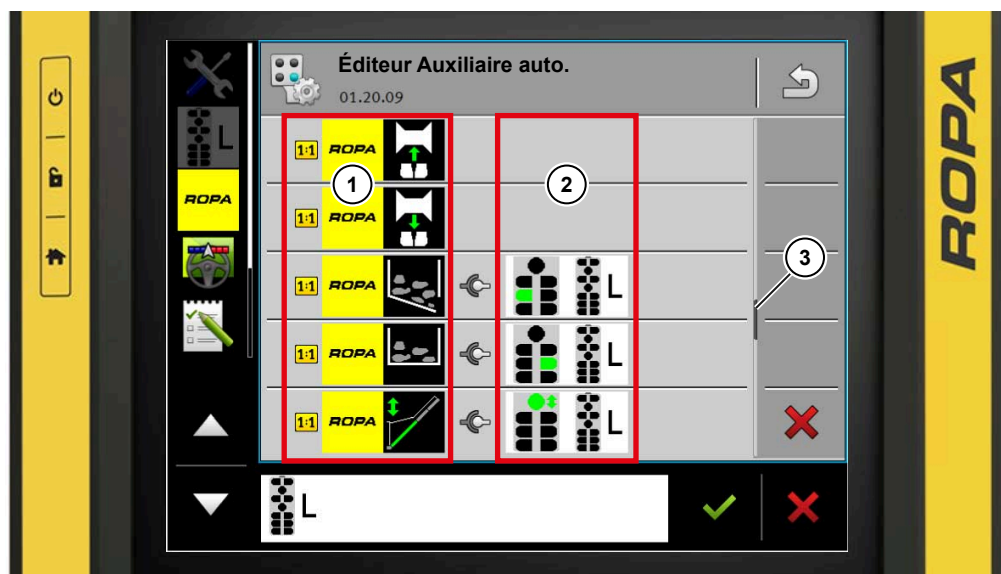 Éditeur Auxiliaire auto.
01.20.09
L
ROPA
1:1 ROPA
1
2
1:1 ROPA
3
1:1 ROPA
L
1:1 ROPA
L
1:1 ROPA
L
L
ROPA